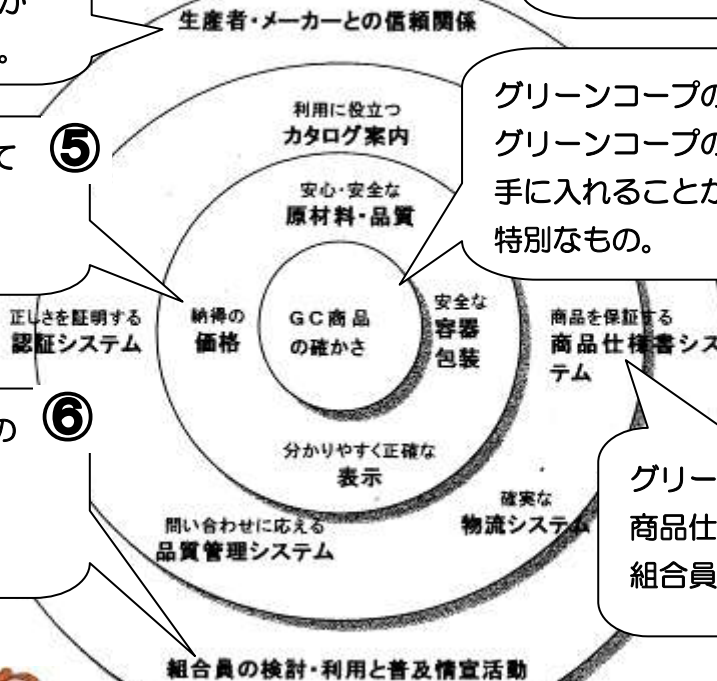 か
。
生産者・メーカーとの信頼関係
利用に役立つ
カタログ案内
て
⑤
グリーンコープの
グリーンコープの
手に入れることが
特別なもの。
安心・安全な
原材料・品質
正しさを証明する
認証システム
納得の
価格
GC商品
の確かさ
安全な
容器
包装
商品を保証する
商品仕様書シス
テム
の
⑥
分かりやすく正確な
表示
確実な
物流システム
問い合わせに応える
品質管理システム
グリー
商品仕
組合員
組合員の検討・利用と普及情宣活動